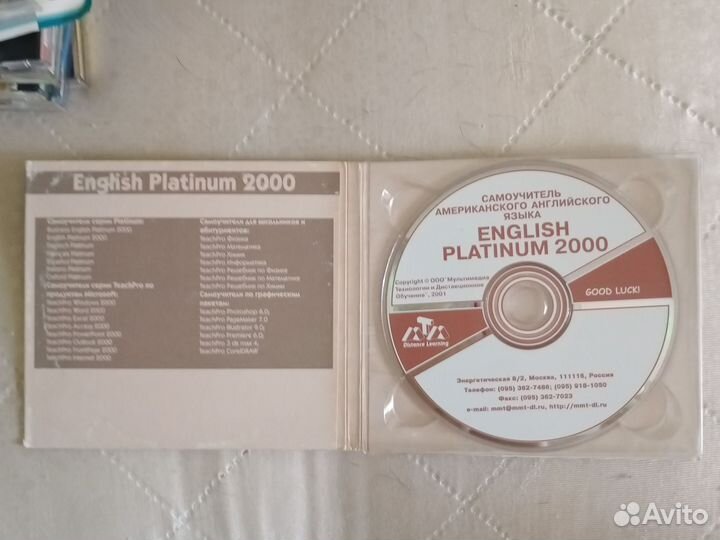 English Platinum 2000
Самоучители серии Platinum:
Business English Platinum 2000
English Platinum 2000
Deutsch Platinum
Français Platinum
Español Platinum
Italiano Platinum
Platinum
Самоучители серии TeachPro по
продуктам Microsoft:
TeachPro Windows 2000
TeachPro Word 2000
TeachPro Excel 2000
TeachPro Access 2000
TeachPro PowerPoint 2000
TeachPro Outlook 2000
TeachPro FrontPage 2000
TeachPro Internet 2000
Самоучители для школьников и
абитуриентов:
TeachPro Физика
TeachPro Математика
TeachPro Химия
TeachPro Информатика
TeachPro Решебник по Физике
TeachPro Решебник по Математике
TeachPro Решебник по Химии
Самоучители по графическим
пакетам:
TeachPro Photoshop 6.0
TeachPro PageMaker 7.0
TeachPro Illustrator 9.0
TeachPro Premiere 6.0
TeachPro 3 ds max 4
TeachPro CorelDRAW
САМОУЧИТЕЛЬ
АМЕРИКАНСКОГО АНГЛИЙСКОГО
ЯЗЫКА
ENGLISH
PLATINUM 2000
Copyright © ООО "Мультимедиа
Технологии и Дистанционное
Обучение", 2001
GOOD LUCK!
Distance Learning
Энергетическая 8/2, Москва, 111116, Россия
Телефон: (095) 362-7466; (095) 918-1050
Факс: (095) 362-7023
e-mail: mmt@mmt-dl.ru, http://mmt-dl.ru
Avito